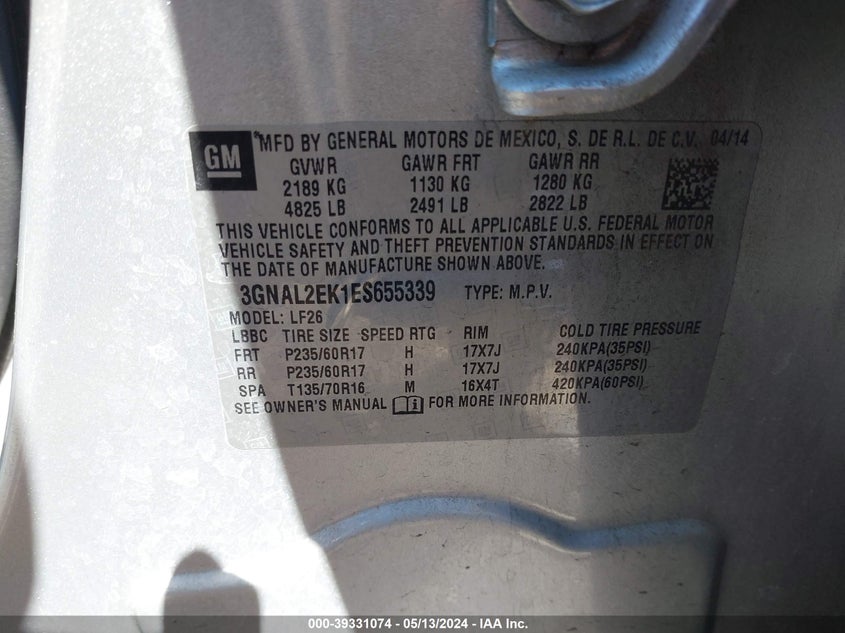 GM
*MFD BY GENERAL MOTORS DE MEXICO, S. DE R.L. DE C.V. 04/14
GVWR GAWR FRT GAWR RR
2189 KG 1130 KG 1280 KG
4825 LB 2491 LB 2822 LB
THIS VEHICLE CONFORMS TO ALL APPLICABLE U.S. FEDERAL MOTOR
VEHICLE SAFETY AND THEFT PREVENTION STANDARDS IN EFFECT ON
THE DATE OF MANUFACTURE SHOWN ABOVE.
3GNAL2EK1ES655339 TYPE: M.P.V.
MODEL: LF26
LBBC TIRE SIZE SPEED RTG RIM COLD TIRE PRESSURE
FRT P235/60R17 H 17X7J 240KPA(35PSI)
RR P235/60R17 H 17X7J 240KPA(35PSI)
SPA T135/70R16 M 16X4T 420KPA(60PSI)
SEE OWNER'S MANUAL FOR MORE INFORMATION.
000-39331074 / 05/13/2024 - IAA Inc.